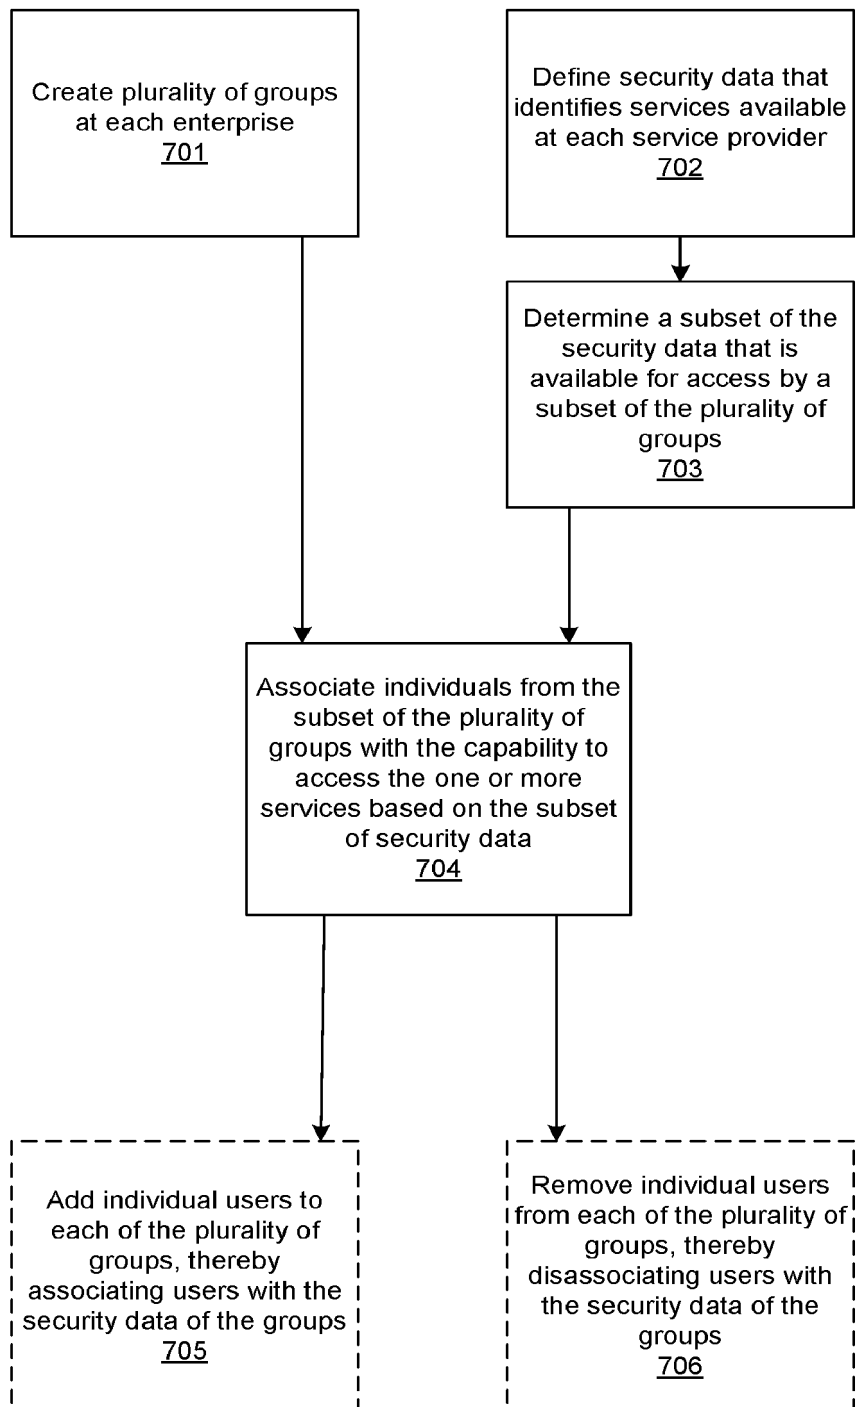 Create plurality of groups
at each enterprise
701
Define security data that
identifies services available
at each service provider
702
Determine a subset of the
security data that is
available for access by a
subset of the plurality of
groups
703
Associate individuals from the
subset of the plurality of
groups with the capability to
access the one or more
services based on the subset
of security data
704
Add individual users to
each of the plurality of
groups, thereby
associating users with the
security data of the groups
705
Remove individual users
from each of the plurality of
groups, thereby
disassociating users with
the security data of the
groups
706